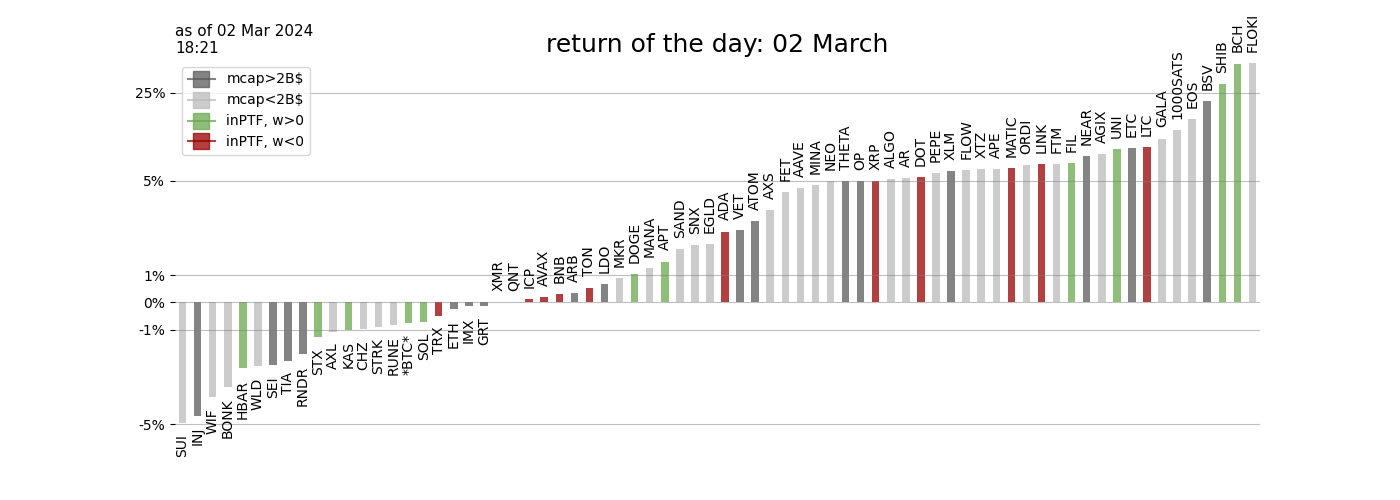 as of 02 Mar 2024
18:21
return of the day: 02 March
mcap>2B$
mcap<2B$
inPTF, w>0
inPTF, w<0
25%
5%
1%
0%
-1%
-5%
SUI
INJ
WIF
BONK
HBAR
WLD
SEI
TIA
RNDR
STX
AXL
KAS
CHZ
STRK
RUNE
*BTC*
SOL
TRX
ETH
IMX
GRT
XMR
QNT
ICP
AVAX
BNB
ARB
TON
LDO
MKR
DOGE
MANA
APT
SAND
SNX
EGLD
ADA
VET
ATOM
AXS
FET
AAVE
MINA
NEO
THETA
OP
XRP
ALGO
AR
DOT
PEPE
XLM
FLOW
XTZ
APE
MATIC
ORDI
LINK
FTM
FIL
NEAR
AGIX
UNI
ETC
LTC
GALA
1000SATS
EOS
BSV
SHIB
BCH
FLOKI